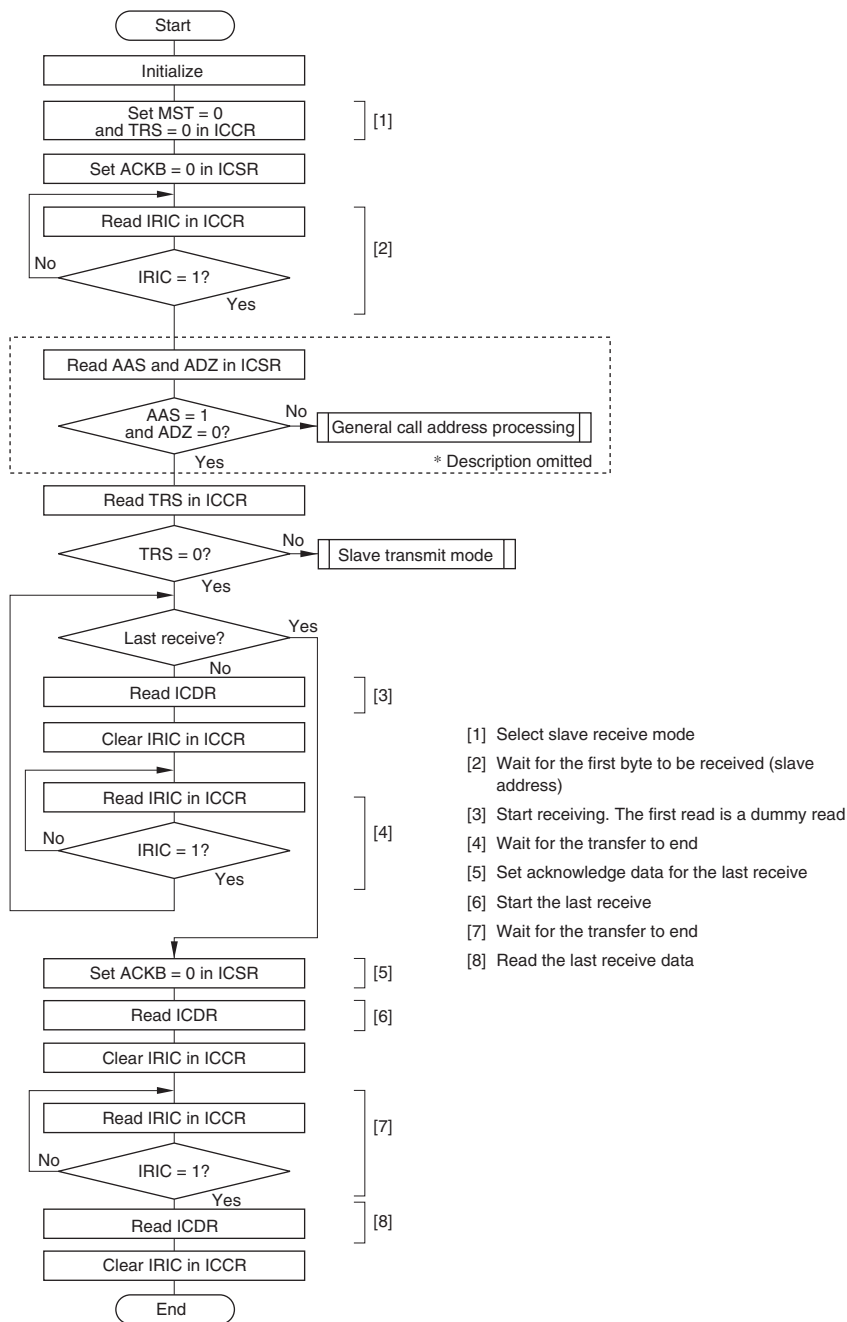 Start
Initialize
Set MST = 0
and TRS = 0 in ICCR
[1]
Set ACKB = 0 in ICSR
Read IRIC in ICCR
[2]
No
IRIC = 1?
Yes
Read AAS and ADZ in ICSR
AAS = 1
and ADZ = 0?
No
General call address processing
Yes
* Description omitted
Read TRS in ICCR
TRS = 0?
No
Slave transmit mode
Yes
Last receive?
Yes
No
Read ICDR
[3]
Clear IRIC in ICCR
Read IRIC in ICCR
[4]
No
IRIC = 1?
Yes
Set ACKB = 0 in ICSR
[5]
Read ICDR
[6]
Clear IRIC in ICCR
Read IRIC in ICCR
[7]
No
IRIC = 1?
Yes
Read ICDR
[8]
Clear IRIC in ICCR
End
[1] Select slave receive mode
[2] Wait for the first byte to be received (slave
address)
[3] Start receiving. The first read is a dummy read
[4] Wait for the transfer to end
[5] Set acknowledge data for the last receive
[6] Start the last receive
[7] Wait for the transfer to end
[8] Read the last receive data